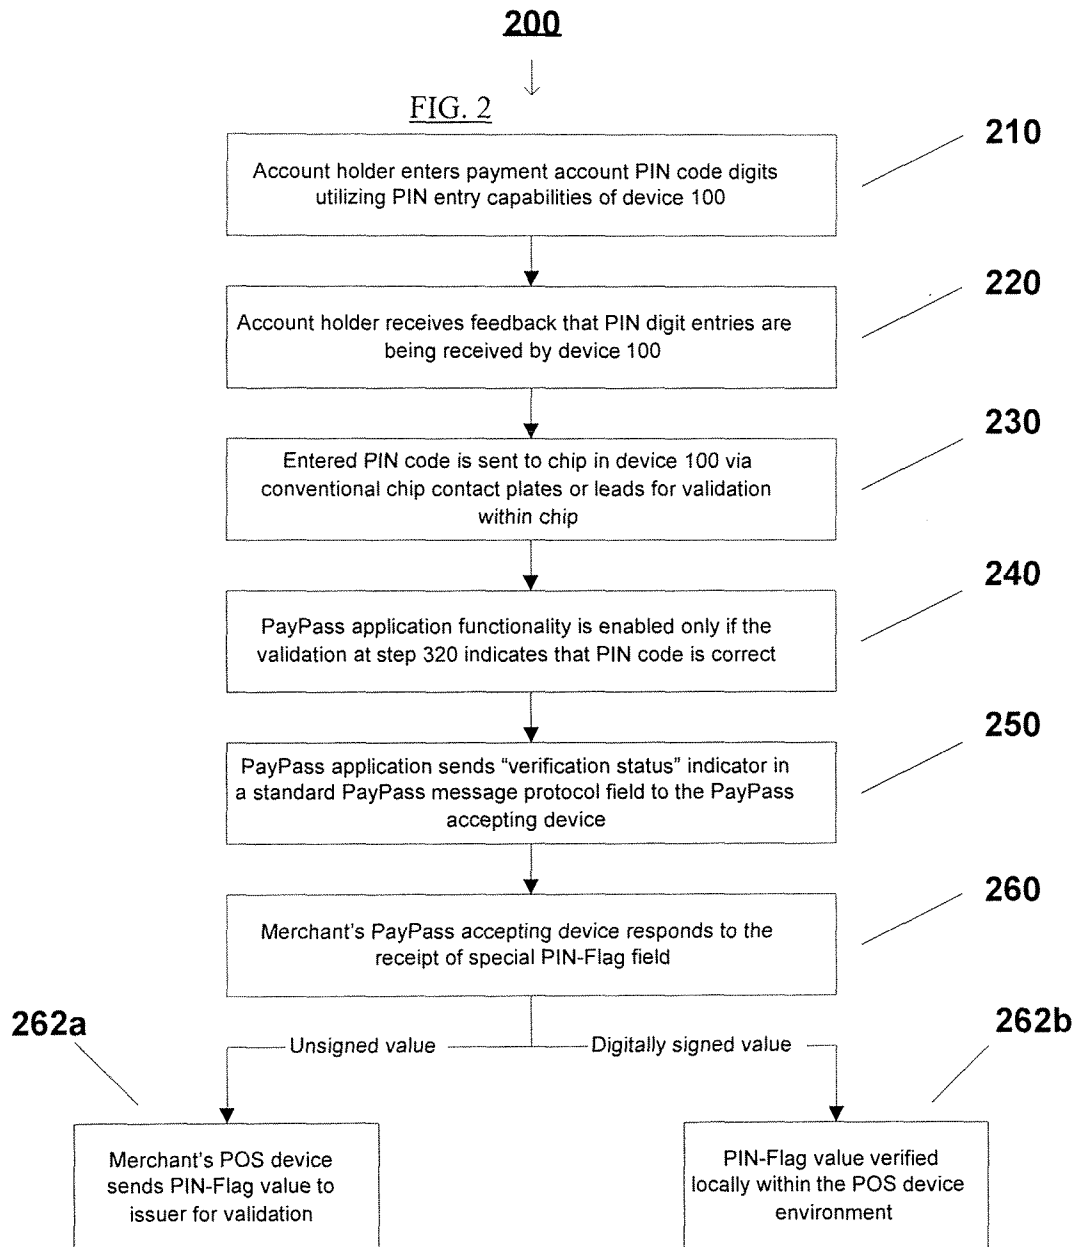 200
FIG. 2
210
Account holder enters payment account PIN code digits
utilizing PIN entry capabilities of device 100
220
Account holder receives feedback that PIN digit entries are
being received by device 100
230
Entered PIN code is sent to chip in device 100 via
conventional chip contact plates or leads for validation
within chip
240
PayPass application functionality is enabled only if the
validation at step 320 indicates that PIN code is correct
250
PayPass application sends “verification status” indicator in
a standard PayPass message protocol field to the PayPass
accepting device
260
Merchant's PayPass accepting device responds to the
receipt of special PIN-Flag field
262a
262b
Unsigned value
Digitally signed value
Merchant's POS device
sends PIN-Flag value to
issuer for validation
PIN-Flag value verified
locally within the POS device
environment